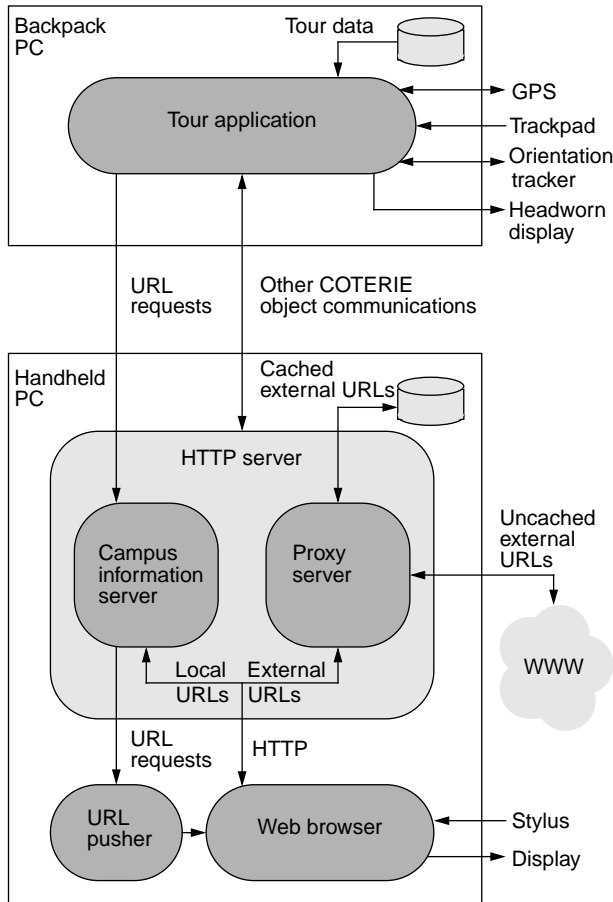 Backpack
PC
Tour data
Tour application
GPS
Trackpad
Orientation
tracker
Headworn
display
URL
requests
Other COTERIE
object communications
Handheld
PC
Cached
external URLs
HTTP server
Campus
information
server
Proxy
server
Uncached
external
URLs
WWW
Local
URLs
External
URLs
URL
requests
HTTP
URL
pusher
Web browser
Stylus
Display